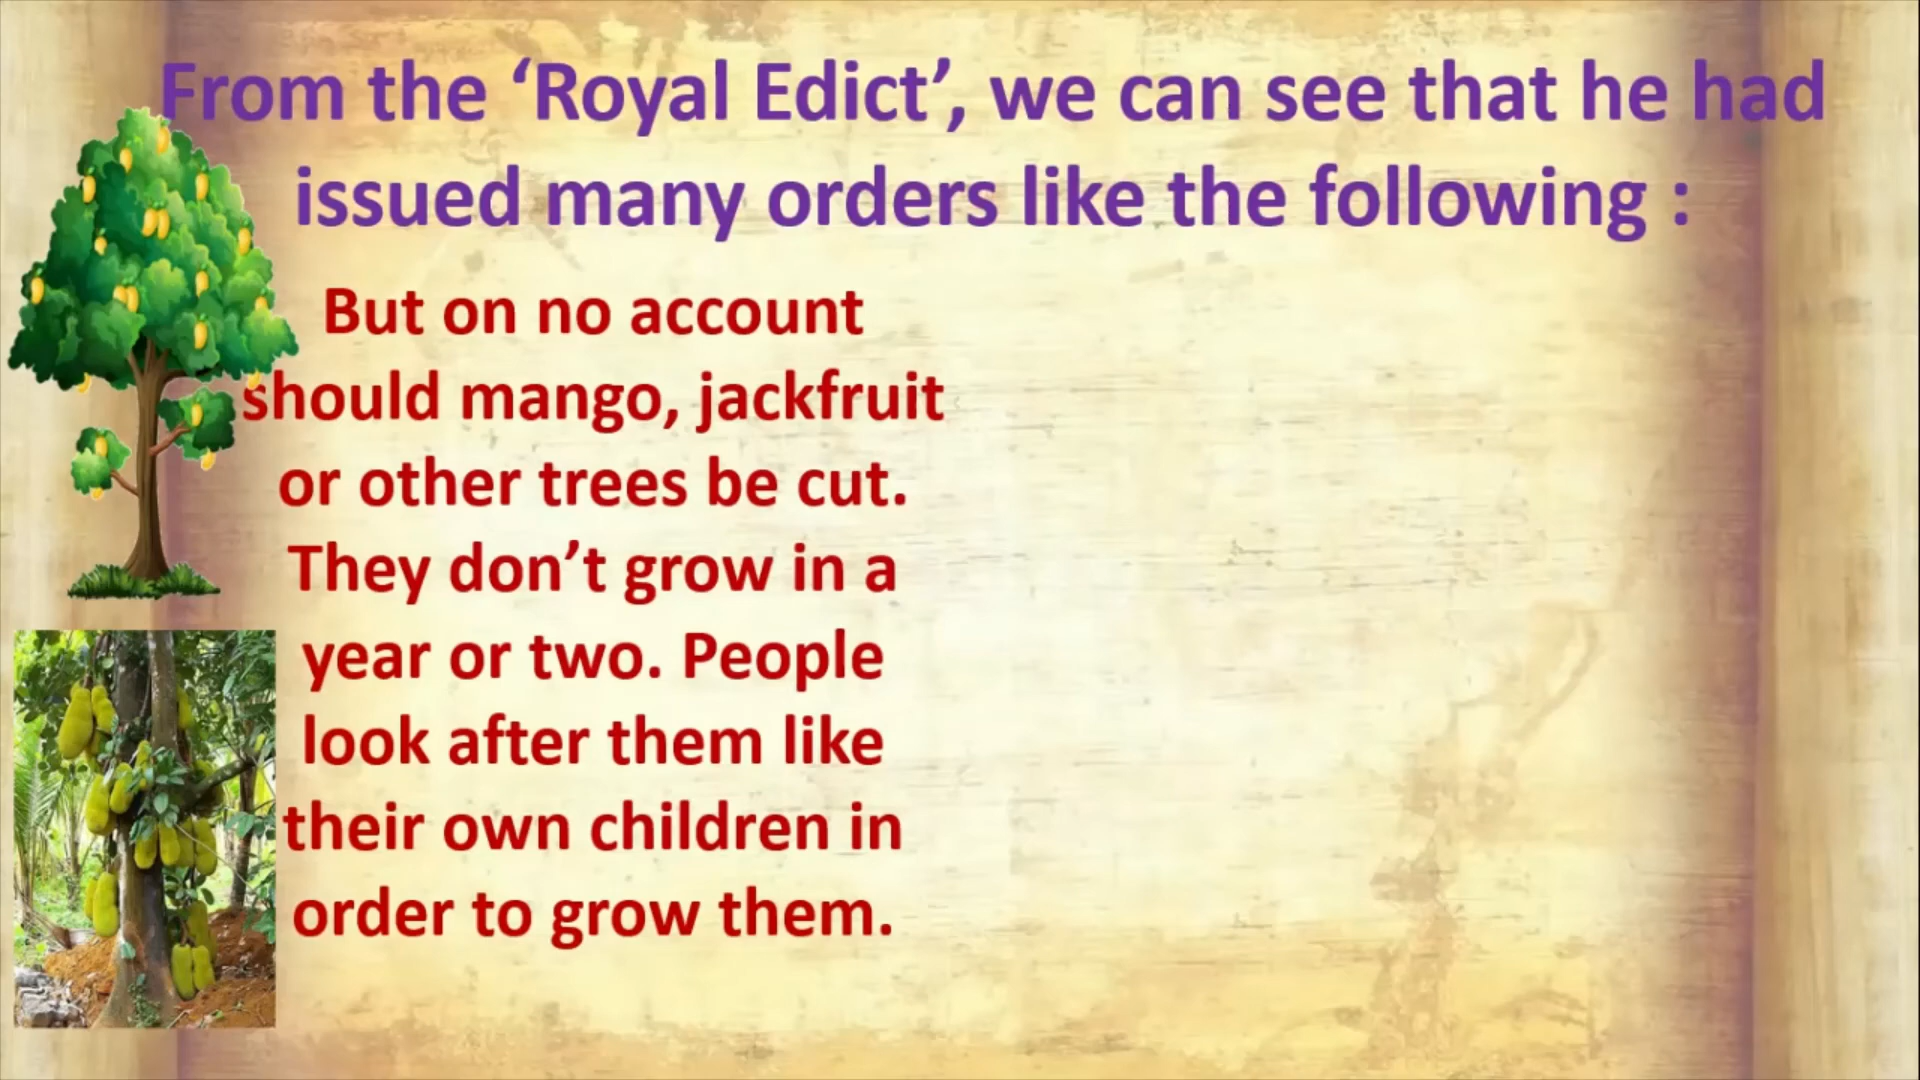 From the ‘Royal Edict’, we can see that he had
issued many orders like the following :
But on no account
should mango, jackfruit
or other trees be cut.
They don’t grow in a
year or two. People
look after them like
their own children in
order to grow them.